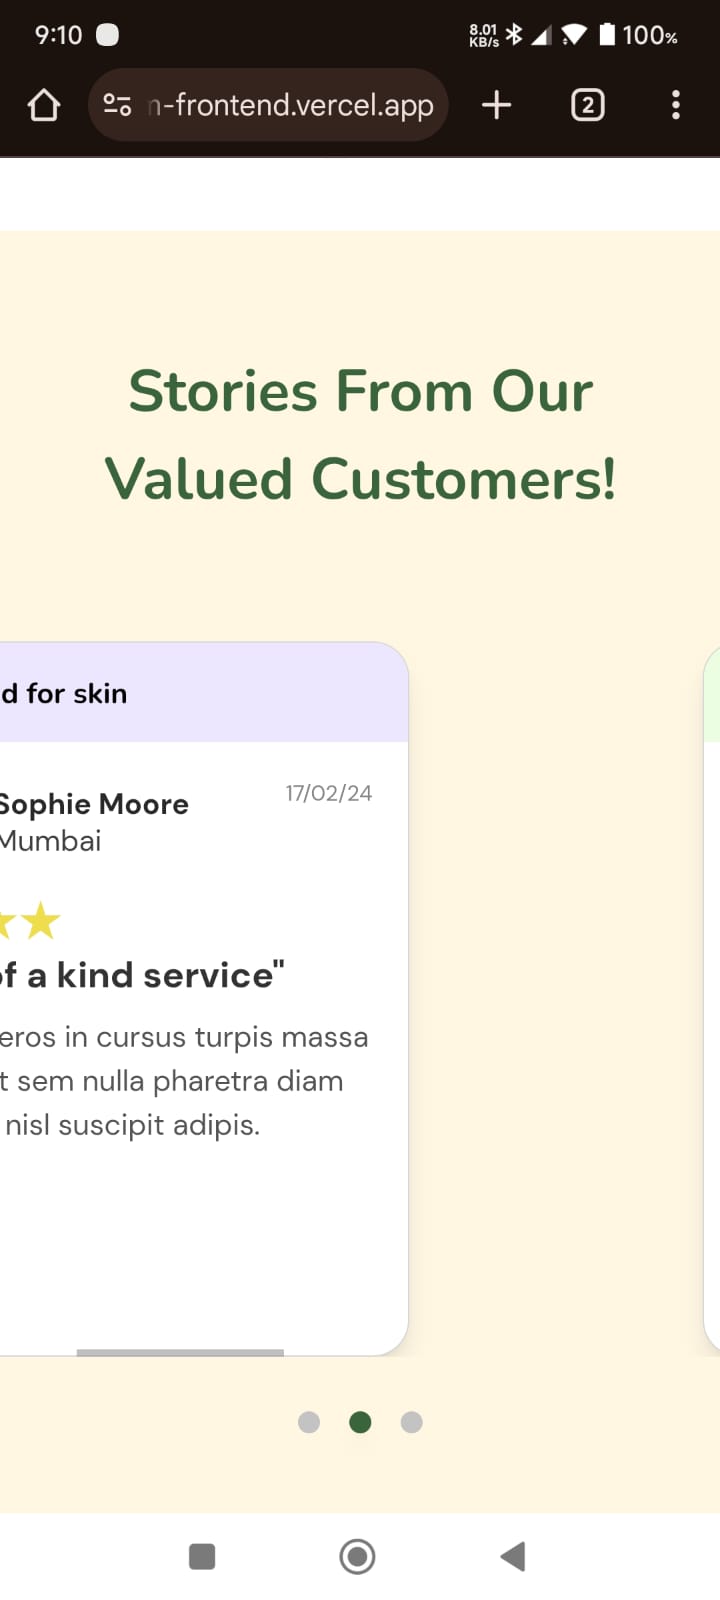 9:10
8.01
KB/s
100%
n-frontend.vercel.app
2
Stories From Our
Valued Customers!
d for skin
Sophie Moore
17/02/24
Mumbai
of a kind service"
eros in cursus turpis massa
t sem nulla pharetra diam
nisl suscipit adipis.